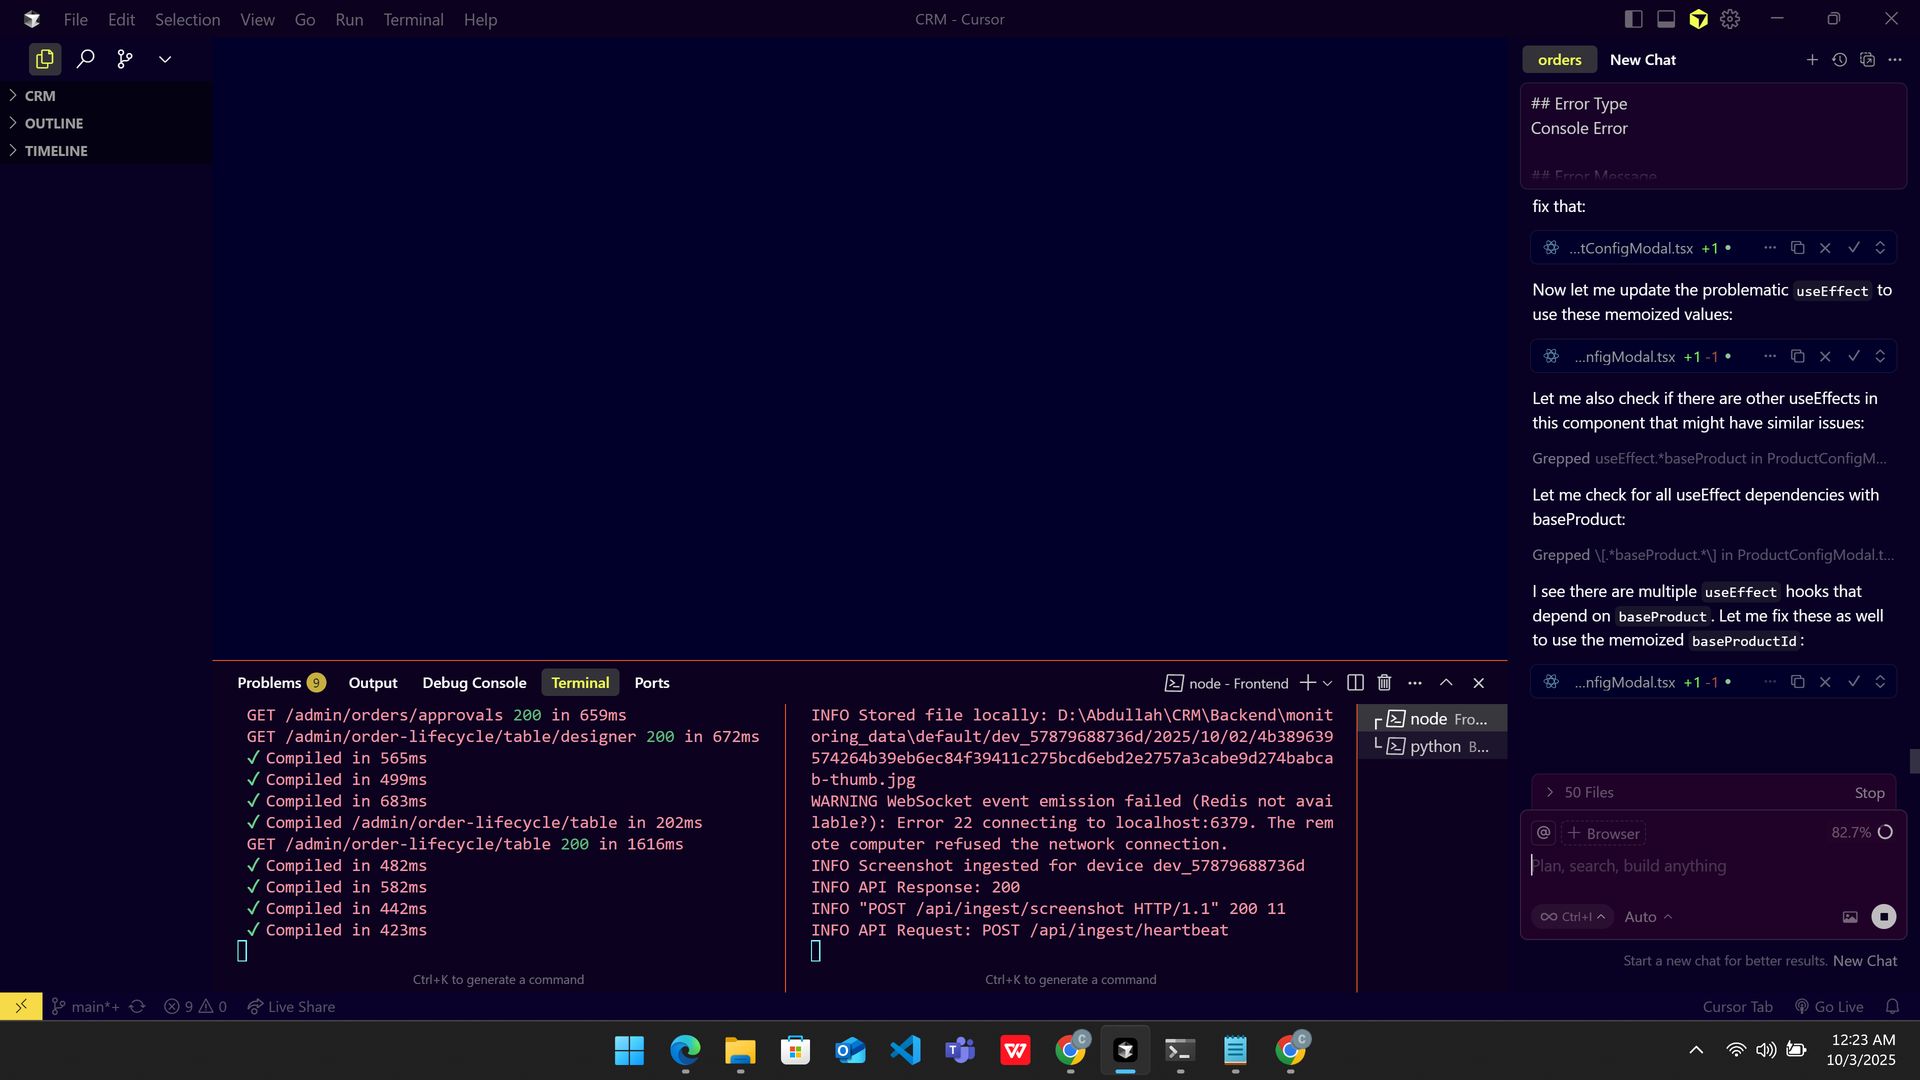 File Edit Selection View Go Run Terminal Help
CRM - Cursor
CRM
OUTLINE
TIMELINE
orders New Chat
## Error Type
Console Error
## Error Message
fix that:
...tConfigModal.tsx +1 •
Now let me update the problematic useEffect to
use these memoized values:
...nfigModal.tsx +1 -1 •
Let me also check if there are other useEffects in
this component that might have similar issues:
Grepped useEffect.*baseProduct in ProductConfigM...
Let me check for all useEffect dependencies with
baseProduct:
Grepped \[.*baseProduct.*\] in ProductConfigModal.t...
I see there are multiple useEffect hooks that
depend on baseProduct. Let me fix these as well
to use the memoized baseProductId:
...nfigModal.tsx +1 -1 •
50 Files Stop
@ + Browser 82.7%
Plan, search, build anything
∞ Ctrl+I Auto
Start a new chat for better results. New Chat
Problems 9 Output Debug Console Terminal Ports
node - Frontend
GET /admin/orders/approvals 200 in 659ms
GET /admin/order-lifecycle/table/designer 200 in 672ms
✓ Compiled in 565ms
✓ Compiled in 499ms
✓ Compiled in 683ms
✓ Compiled /admin/order-lifecycle/table in 202ms
GET /admin/order-lifecycle/table 200 in 1616ms
✓ Compiled in 482ms
✓ Compiled in 582ms
✓ Compiled in 442ms
✓ Compiled in 423ms
Ctrl+K to generate a command
INFO Stored file locally: D:\Abdullah\CRM\Backend\monit
oring_data\default/dev_57879688736d/2025/10/02/4b389639
574264b39eb6ec84f39411c275bcd6ebd2e2757a3cabe9d274babca
b-thumb.jpg
WARNING WebSocket event emission failed (Redis not avai
lable?): Error 22 connecting to localhost:6379. The rem
ote computer refused the network connection.
INFO Screenshot ingested for device dev_57879688736d
INFO API Response: 200
INFO "POST /api/ingest/screenshot HTTP/1.1" 200 11
INFO API Request: POST /api/ingest/heartbeat
Ctrl+K to generate a command
node Fro...
python B...
main*+ 9 0 Live Share
Cursor Tab Go Live
12:23 AM
10/3/2025